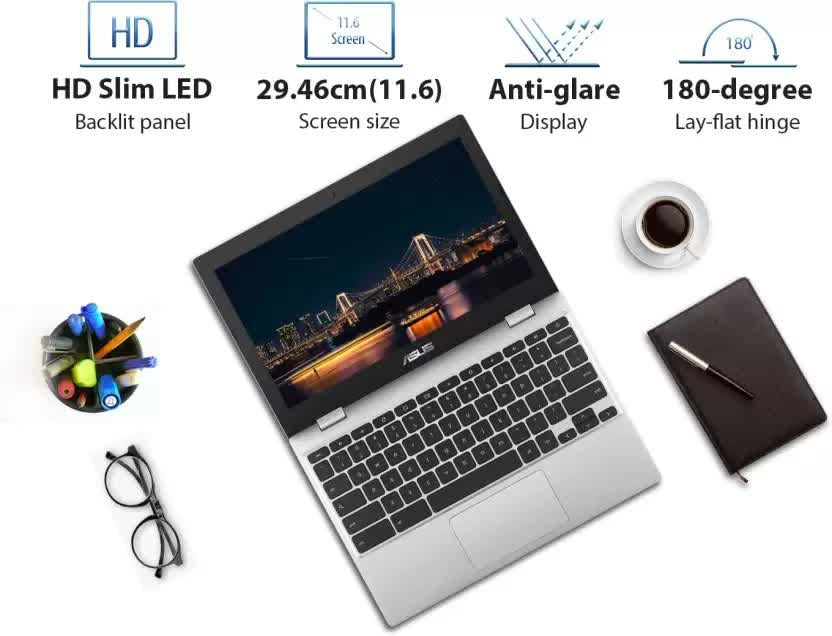 HD
11.6
Screen
180°
HD Slim LED
29.46cm(11.6)
Anti-glare
180-degree
Backlit panel
Screen size
Display
Lay-flat hinge
ASUS